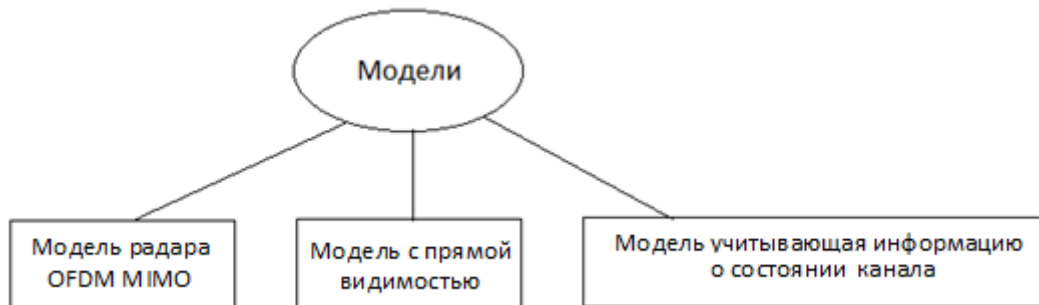 Модели
Модель радара
OFDM MIMO
Модель с прямой
видимостью
Модель учитывающая информацию
о состоянии канала